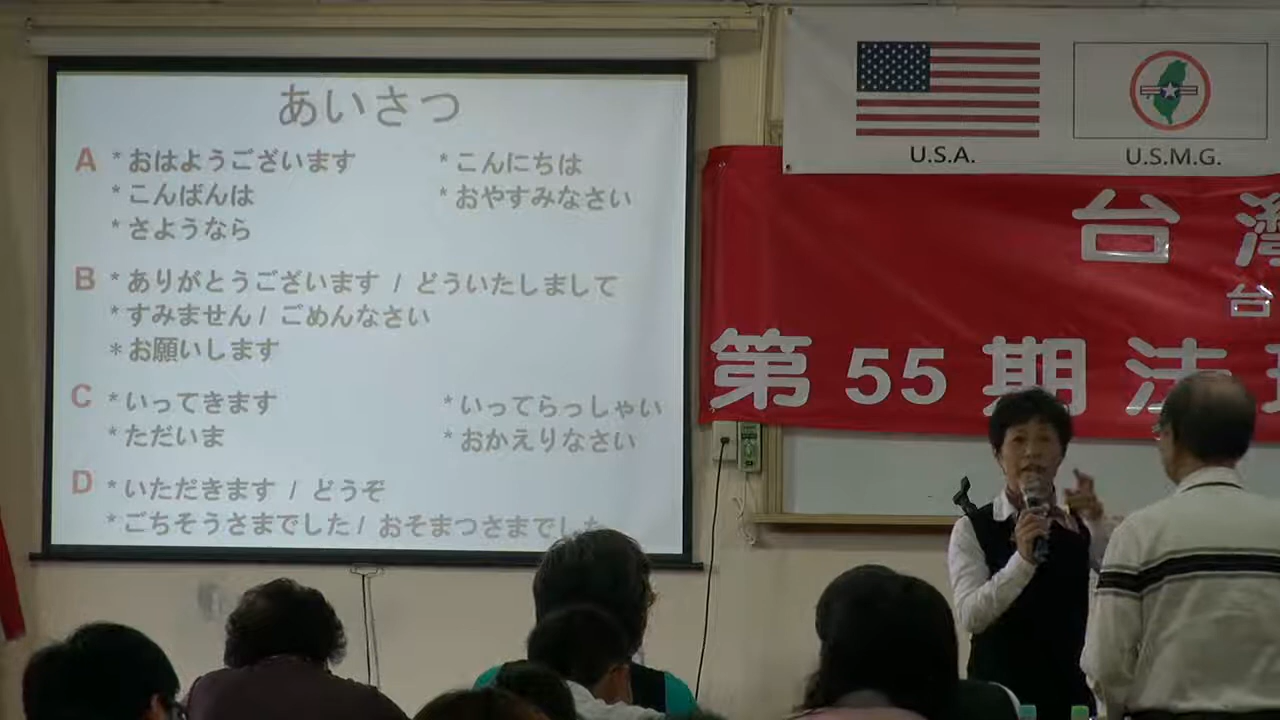 あいさつ
A *おはようございます *こんにちは
*こんばんは *おやすみなさい
*さようなら
B *ありがとうございます / どういたしまして
*すみません / ごめんなさい
*お願いします
C *いってきます *いってらっしゃい
*ただいま *おかえりなさい
D *いただきます / どうぞ
*ごちそうさまでした / おそまつさまでした
U.S.A. U.S.M.G.
台灣
台
第55期法理